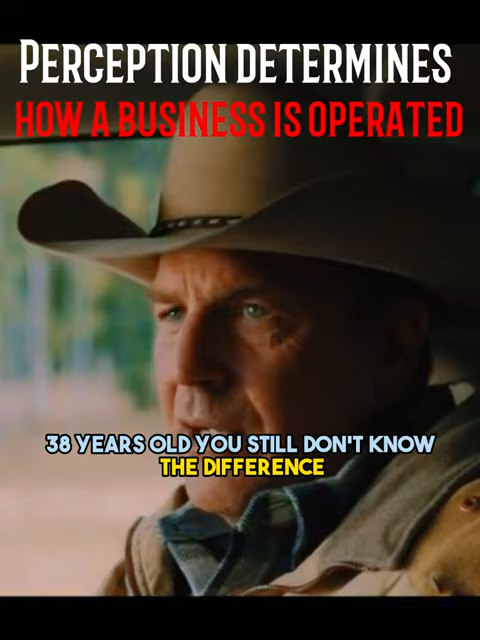 PERCEPTION DETERMINES
HOW A BUSINESS IS OPERATED
38 YEARS OLD YOU STILL DON'T KNOW
THE DIFFERENCE